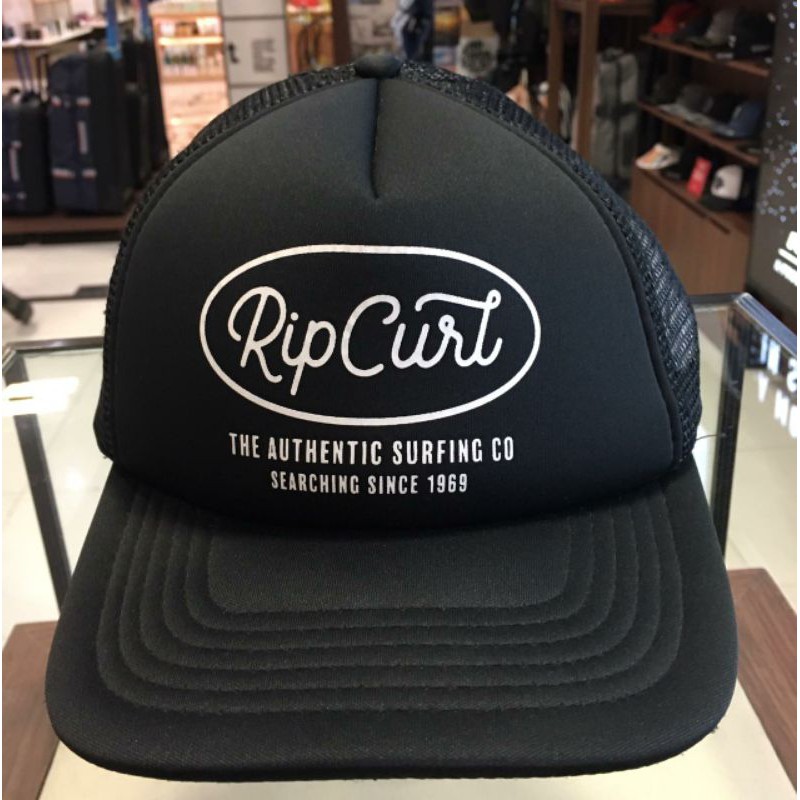 RipCurl
THE AUTHENTIC SURFING CO
SEARCHING SINCE 1969